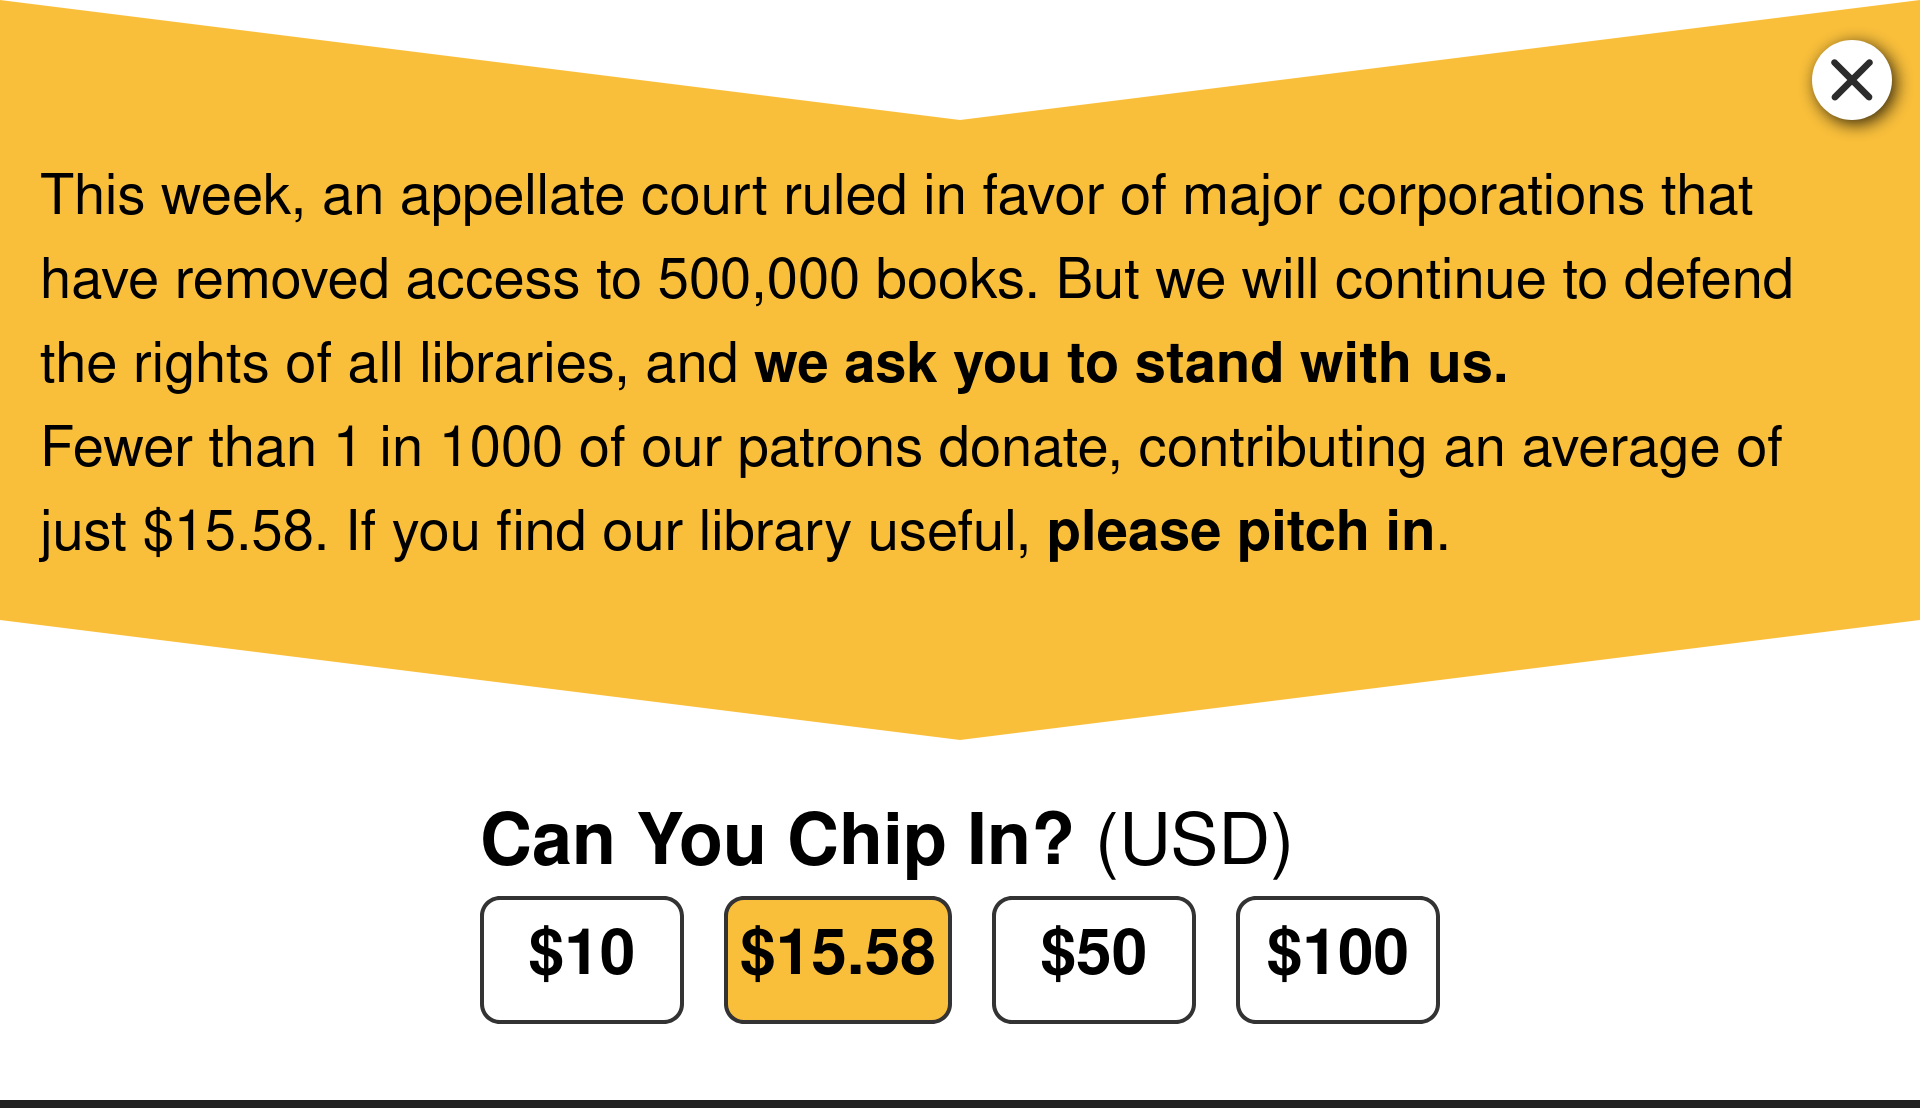 This week, an appellate court ruled in favor of major corporations that
have removed access to 500,000 books. But we will continue to defend
the rights of all libraries, and we ask you to stand with us.
Fewer than 1 in 1000 of our patrons donate, contributing an average of
just $15.58. If you find our library useful, please pitch in.
Can You Chip In? (USD)
$10 $15.58 $50 $100